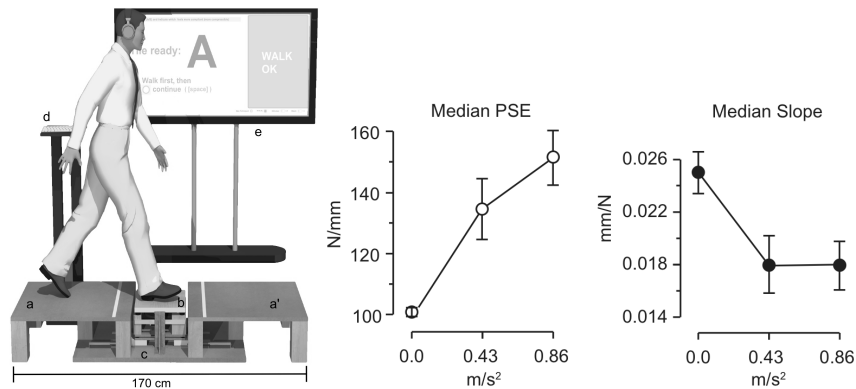 he ready: A
WALK
OK
Walk first, then
continue ( [space] )
d
e
a
b
a'
c
170 cm
Median PSE
N/mm
160
140
120
100
0.0 0.43 0.86
m/s²
Median Slope
mm/N
0.026
0.022
0.018
0.014
0.0 0.43 0.86
m/s²